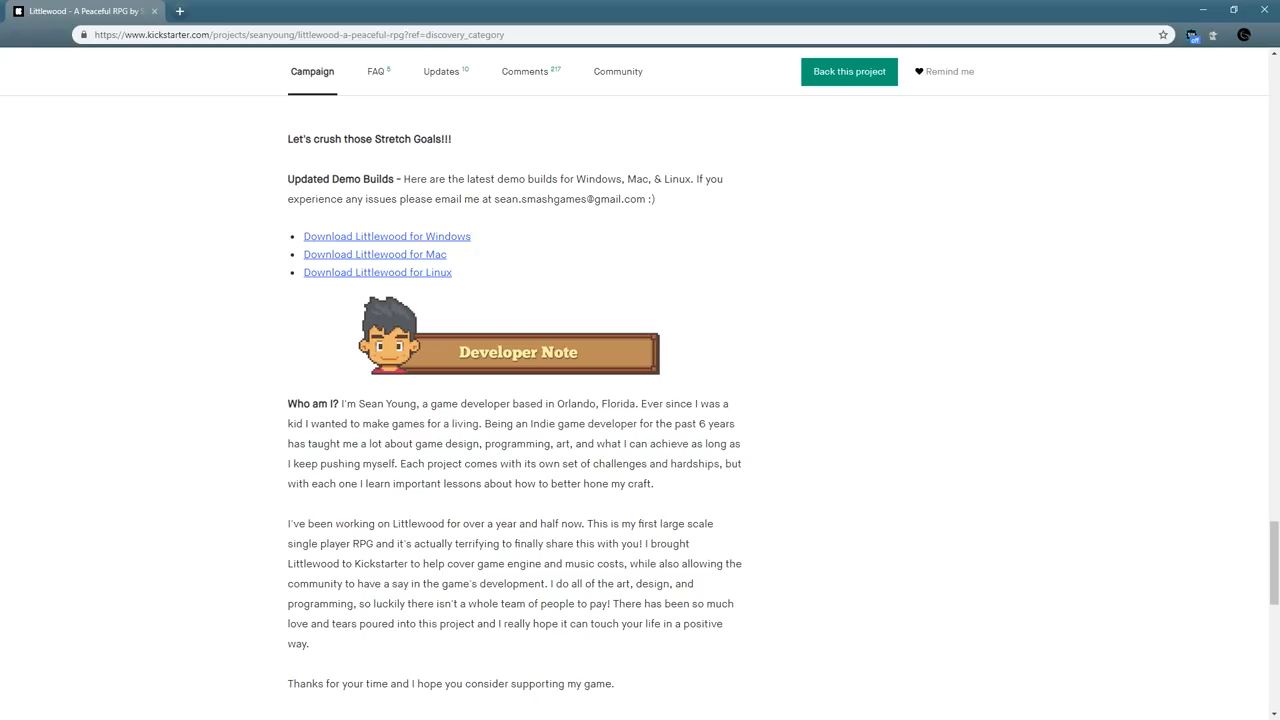 Littlewood - A Peaceful RPG by S
https://www.kickstarter.com/projects/seanyoung/littlewood-a-peaceful-rpg?ref=discovery_category
off
Campaign FAQ 5 Updates 10 Comments 217 Community Back this project Remind me
Let's crush those Stretch Goals!!!
Updated Demo Builds - Here are the latest demo builds for Windows, Mac, & Linux. If you
experience any issues please email me at sean.smashgames@gmail.com :)
Download Littlewood for Windows
Download Littlewood for Mac
Download Littlewood for Linux
Developer Note
Who am I? I'm Sean Young, a game developer based in Orlando, Florida. Ever since I was a
kid I wanted to make games for a living. Being an Indie game developer for the past 6 years
has taught me a lot about game design, programming, art, and what I can achieve as long as
I keep pushing myself. Each project comes with its own set of challenges and hardships, but
with each one I learn important lessons about how to better hone my craft.
I've been working on Littlewood for over a year and half now. This is my first large scale
single player RPG and it's actually terrifying to finally share this with you! I brought
Littlewood to Kickstarter to help cover game engine and music costs, while also allowing the
community to have a say in the game's development. I do all of the art, design, and
programming, so luckily there isn't a whole team of people to pay! There has been so much
love and tears poured into this project and I really hope it can touch your life in a positive
way.
Thanks for your time and I hope you consider supporting my game.